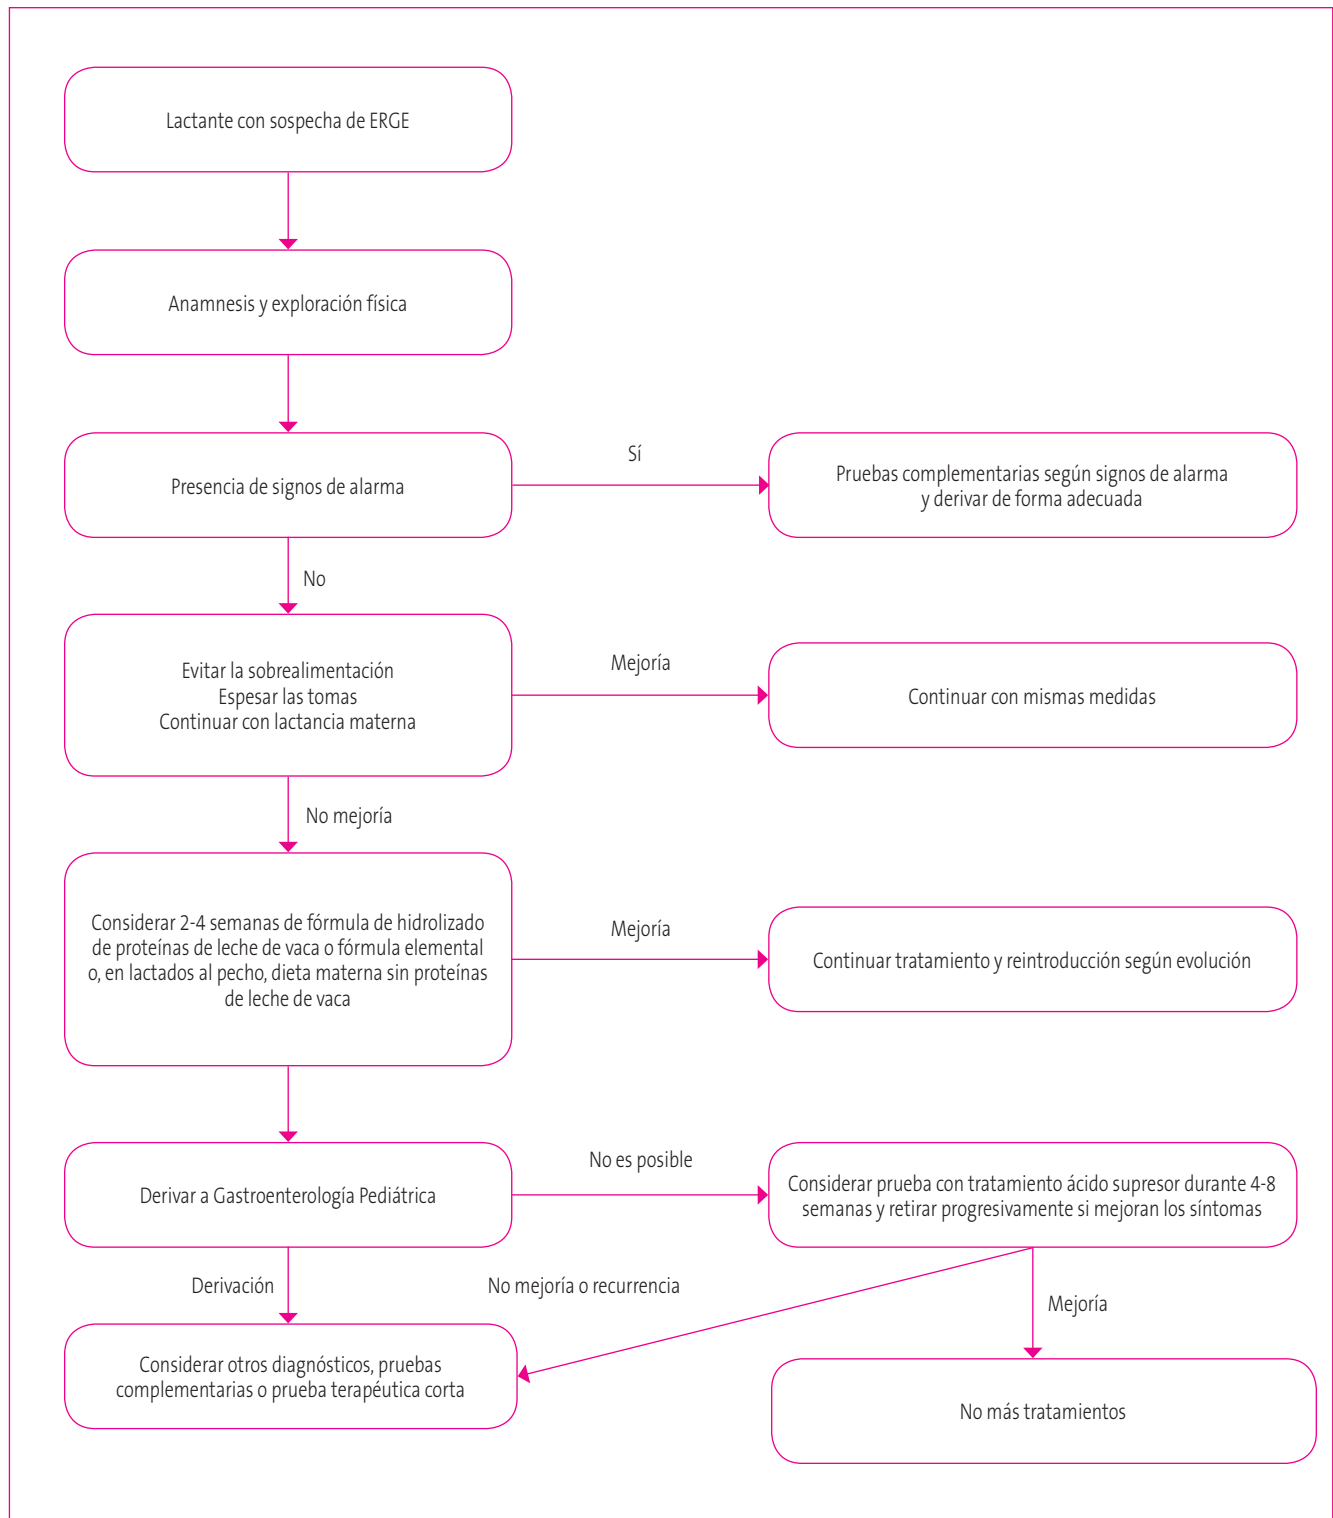 Lactante con sospecha de ERGE
Anamnesis y exploración física
Presencia de signos de alarma
Sí
Pruebas complementarias según signos de alarma
y derivar de forma adecuada
No
Evitar la sobrealimentación
Espesar las tomas
Continuar con lactancia materna
Mejoría
Continuar con mismas medidas
No mejoría
Considerar 2-4 semanas de fórmula de hidrolizado
de proteínas de leche de vaca o fórmula elemental
o, en lactados al pecho, dieta materna sin proteínas
de leche de vaca
Mejoría
Continuar tratamiento y reintroducción según evolución
Derivar a Gastroenterología Pediátrica
No es posible
Considerar prueba con tratamiento ácido supresor durante 4-8
semanas y retirar progresivamente si mejoran los síntomas
Derivación
No mejoría o recurrencia
Mejoría
Considerar otros diagnósticos, pruebas
complementarias o prueba terapéutica corta
No más tratamientos